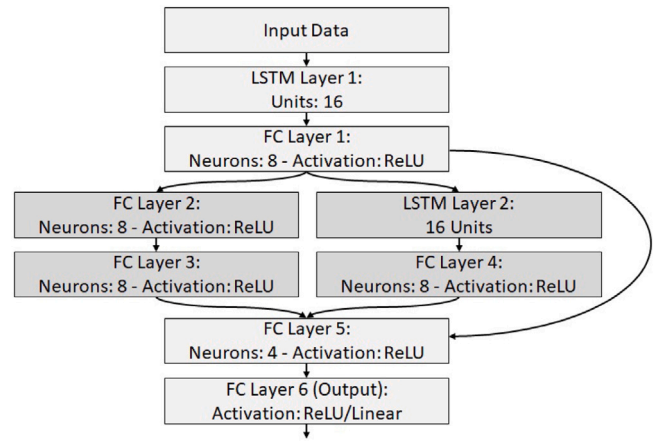 Input Data
LSTM Layer 1:
Units: 16
FC Layer 1:
Neurons: 8 - Activation: ReLU
FC Layer 2:
Neurons: 8 - Activation: ReLU
LSTM Layer 2:
16 Units
FC Layer 3:
Neurons: 8 - Activation: ReLU
FC Layer 4:
Neurons: 8 - Activation: ReLU
FC Layer 5:
Neurons: 4 - Activation: ReLU
FC Layer 6 (Output):
Activation: ReLU/Linear